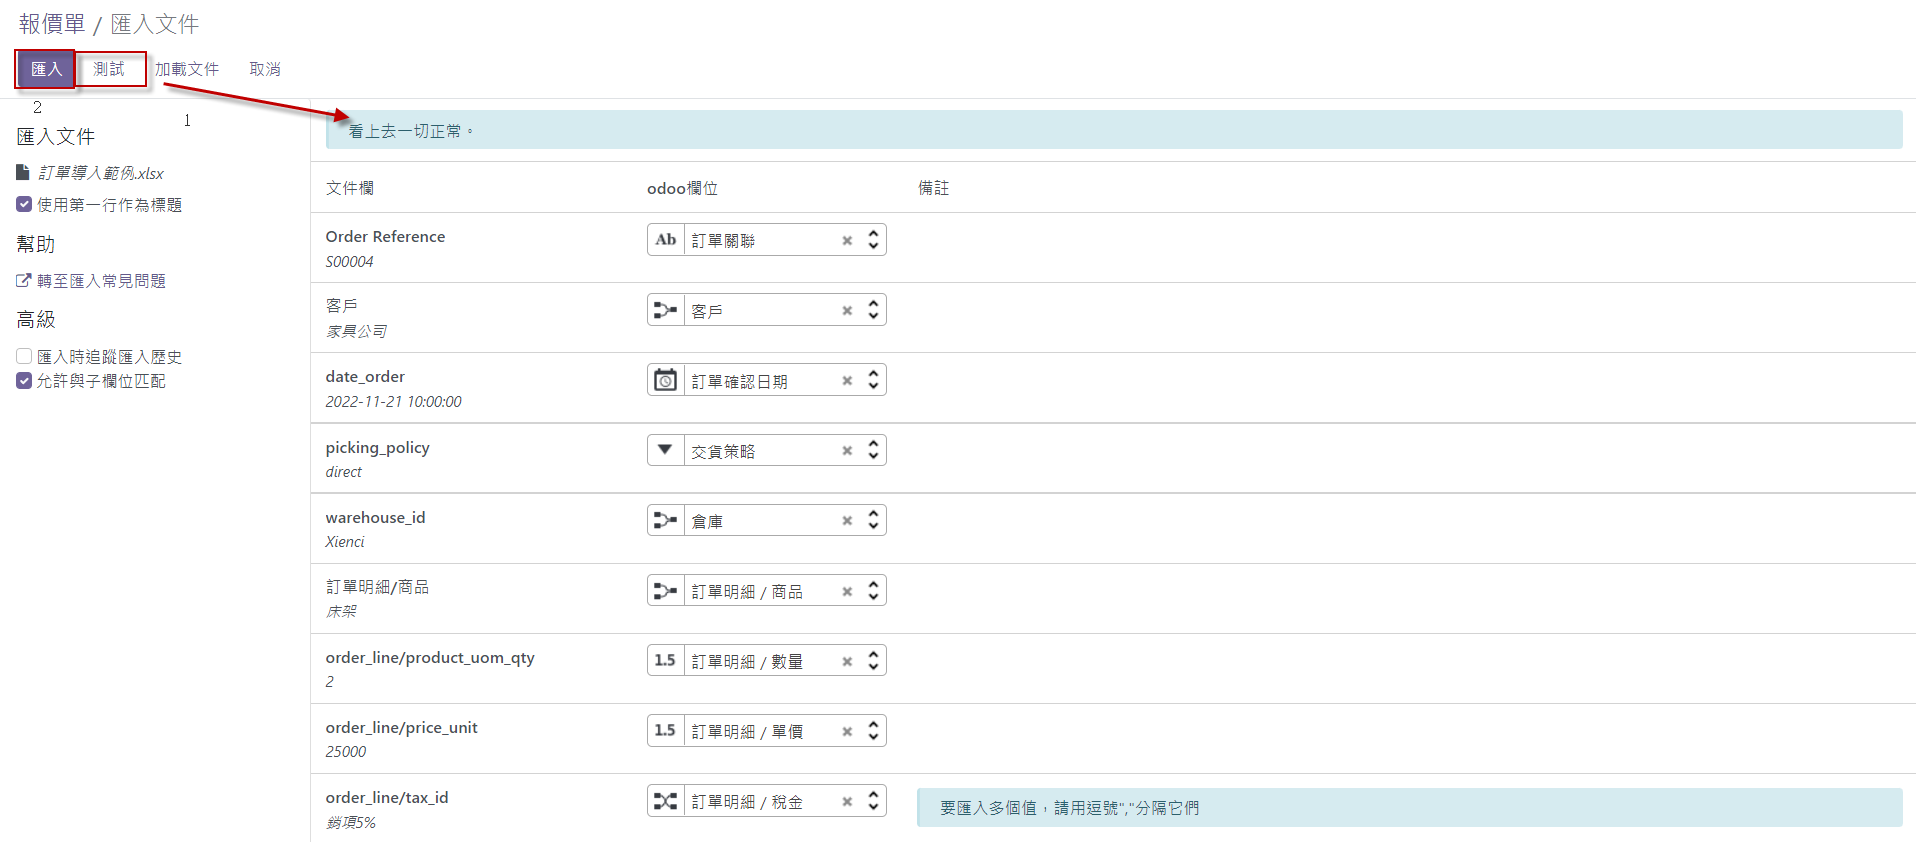 報價單 / 匯入文件
匯入 測試 加載文件 取消
2
1
匯入文件
訂單導入範例.xlsx
使用第一行作為標題
幫助
轉至匯入常見問題
高級
匯入時追蹤匯入歷史
允許與子欄位匹配
看上去一切正常。
文件欄 odoo欄位 備註
Order Reference
S00004
Ab 訂單關聯
客戶
家具公司
客戶
date_order
2022-11-21 10:00:00
訂單確認日期
picking_policy
direct
交貨策略
warehouse_id
Xienci
倉庫
訂單明細/商品
床架
訂單明細 / 商品
order_line/product_uom_qty
2
1.5 訂單明細 / 數量
order_line/price_unit
25000
1.5 訂單明細 / 單價
order_line/tax_id
銷項5%
訂單明細 / 稅金
要匯入多個值，請用逗號","分隔它們